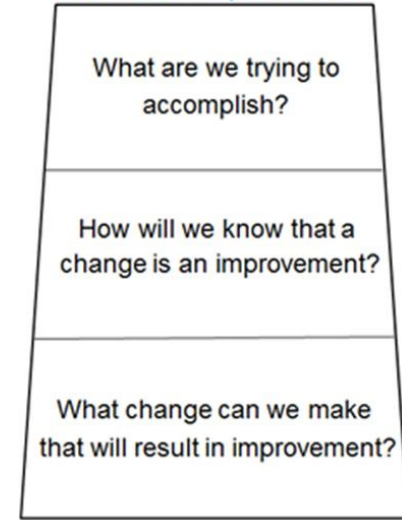 What are we trying to
accomplish?
How will we know that a
change is an improvement?
What change can we make
that will result in improvement?